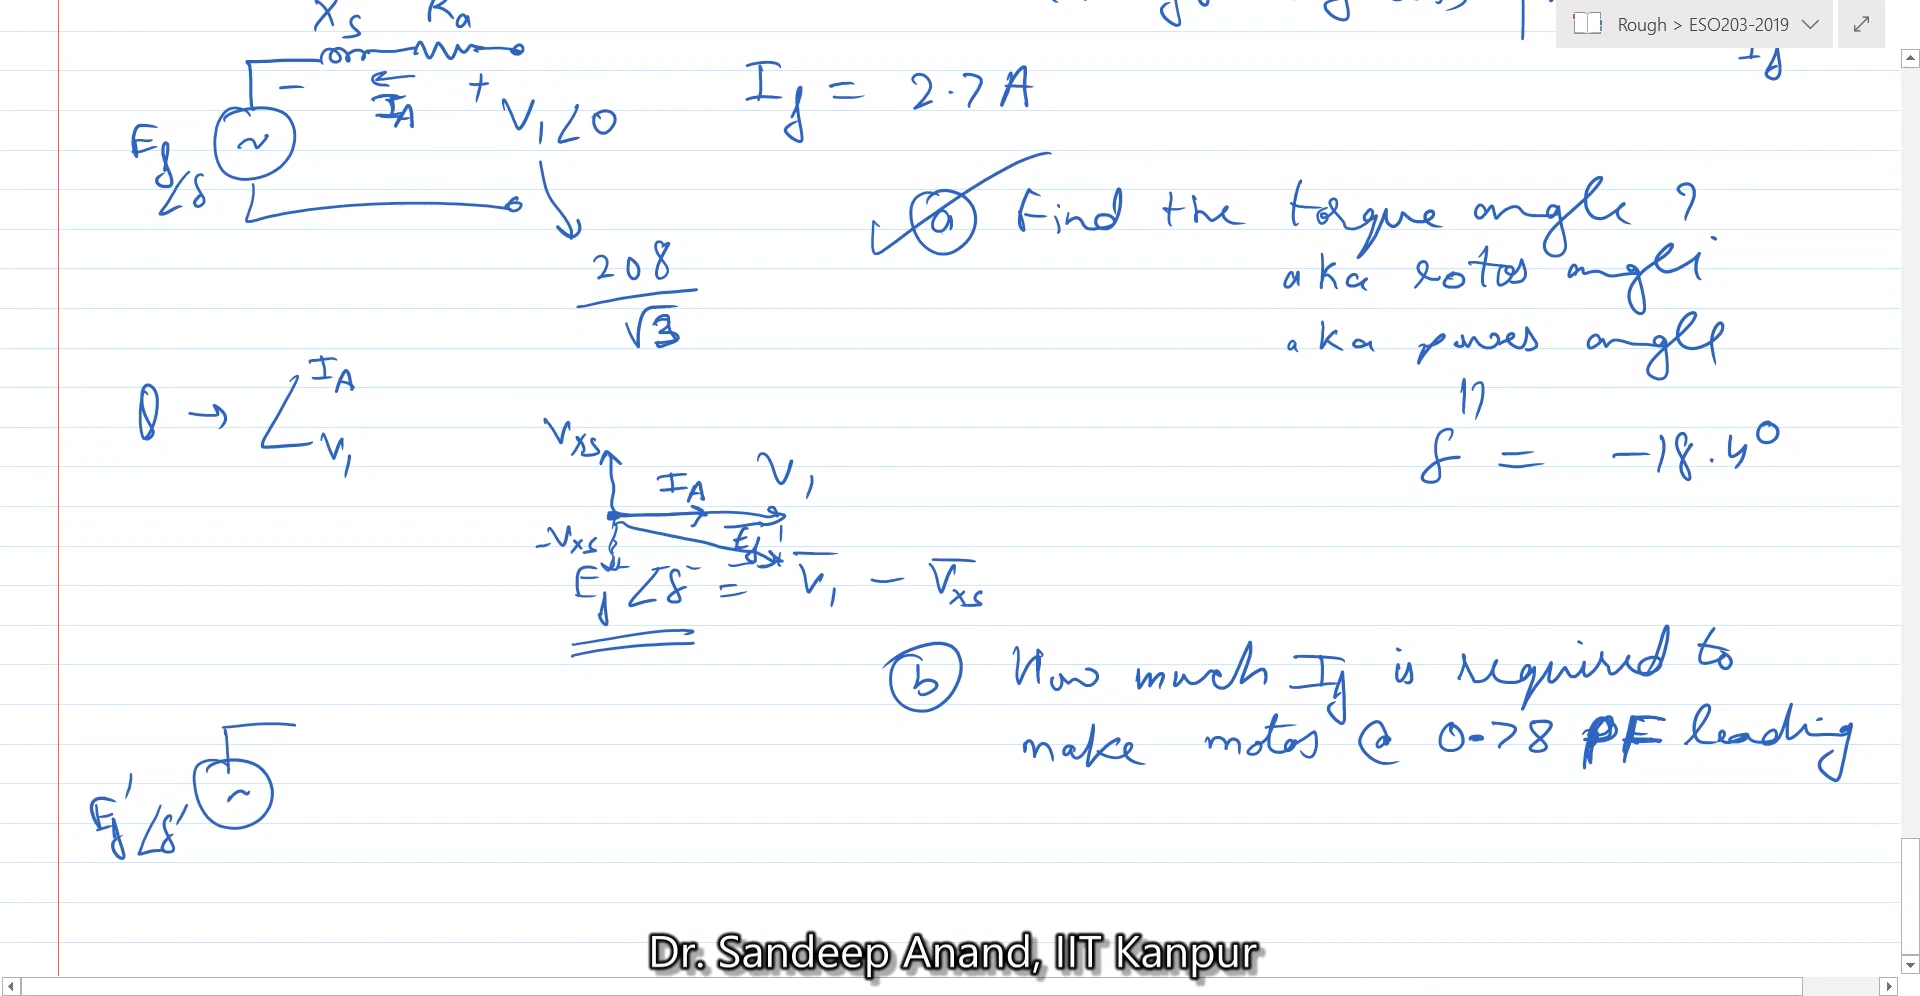 Rough > ESO203-2019
Xs Ra
If
- IA +
If = 2.7 A
V1∠0
Ef ∠δ
ⓐ Find the torque angle ?
208
√3
aka rotor angle
aka power angle
θ → ∠ IA V1
δ = -18.4°
Vxs
IA V1
-Vxs Ef
Ef ∠δ = V1 - Vxs
ⓑ How much If is required to
make motor @ 0.78 PF leading
Ef' ∠δ'
Dr. Sandeep Anand, IIT Kanpur